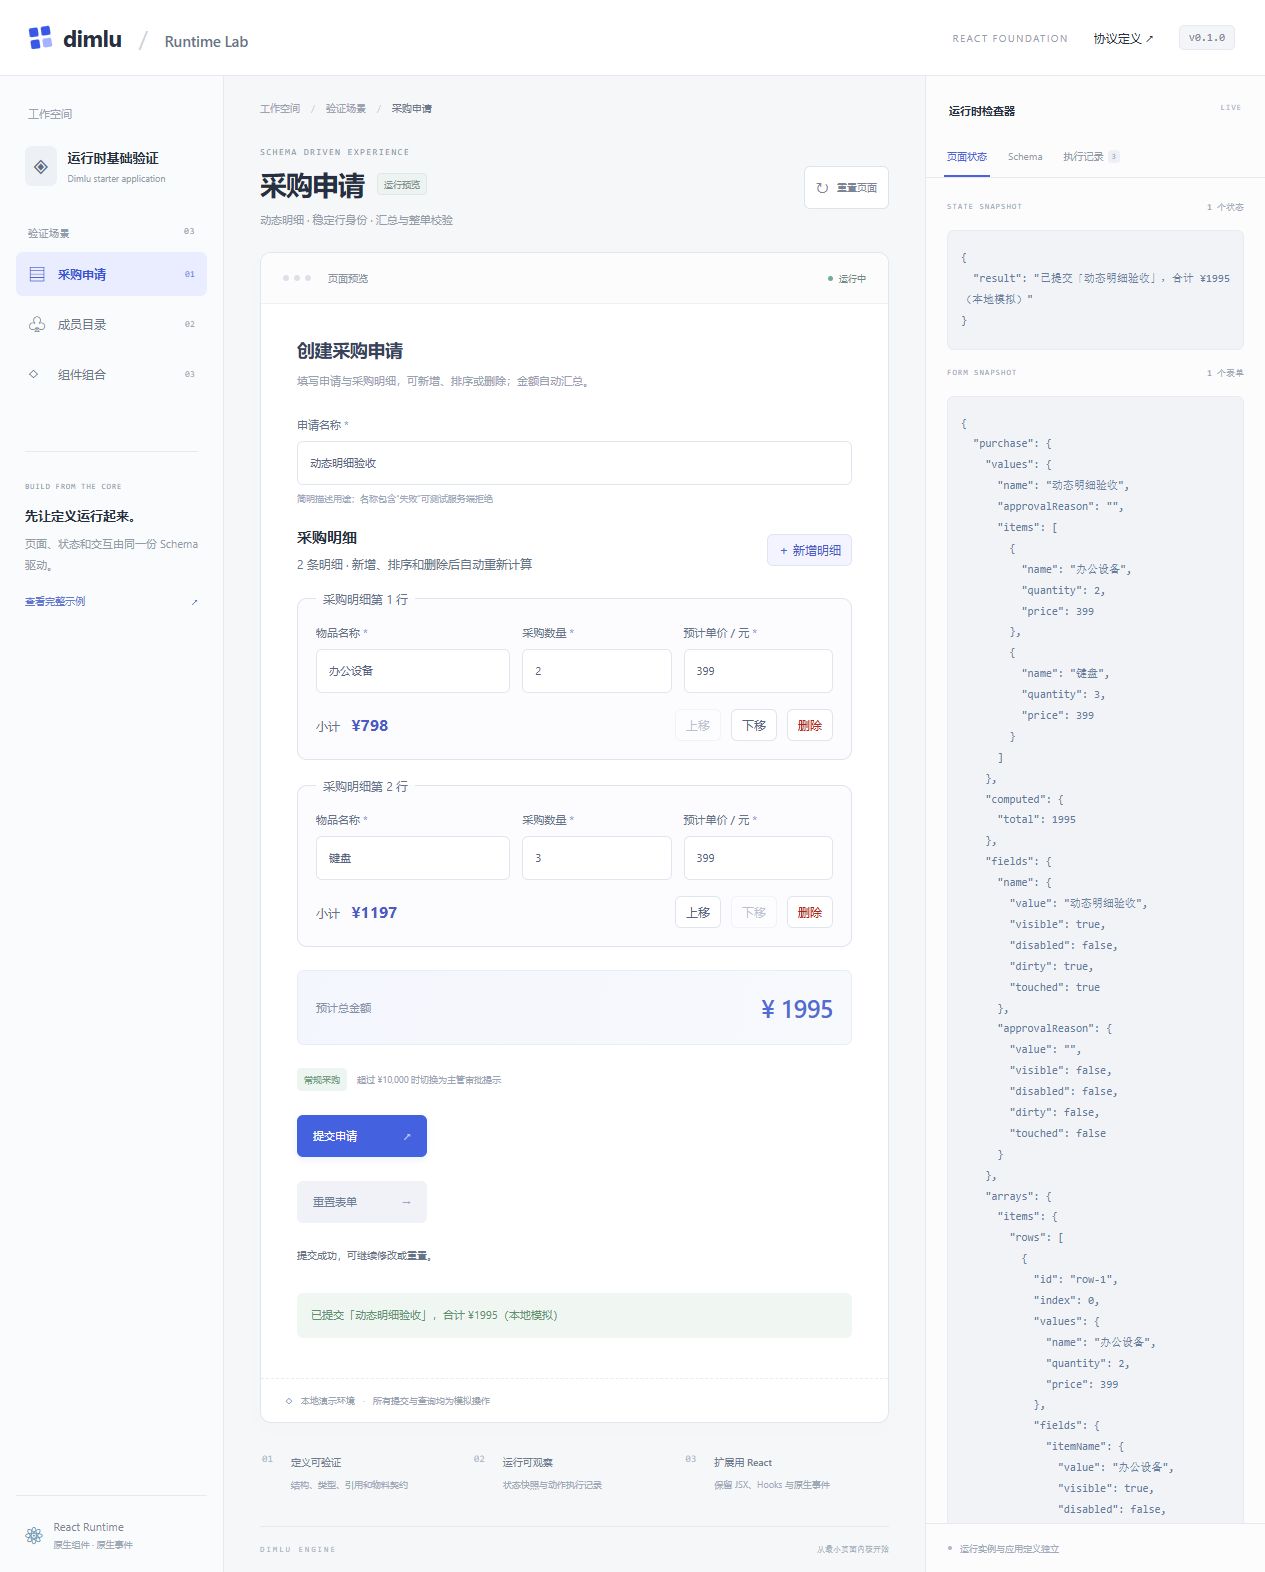 dimlu / Runtime Lab
REACT FOUNDATION
协议定义 ↗
v0.1.0
工作空间
运行时基础验证
Dimlu starter application
验证场景 03
采购申请 01
成员目录 02
组件组合 03
BUILD FROM THE CORE
先让定义运行起来。
页面、状态和交互由同一份 Schema
驱动。
查看完整示例 ↗
React Runtime
原生组件 · 原生事件
工作空间 / 验证场景 / 采购申请
SCHEMA DRIVEN EXPERIENCE
采购申请 运行预览
动态明细 · 稳定行身份 · 汇总与整单校验
↻ 重置页面
页面预览
运行中
创建采购申请
填写申请与采购明细，可新增、排序或删除；金额自动汇总。
申请名称 *
动态明细验收
简明描述用途；名称包含“失败”可测试服务端拒绝
采购明细
2 条明细 · 新增、排序和删除后自动重新计算
+ 新增明细
采购明细第 1 行
物品名称 * 采购数量 * 预计单价 / 元 *
办公设备 2 399
小计 ¥798 上移 下移 删除
采购明细第 2 行
物品名称 * 采购数量 * 预计单价 / 元 *
键盘 3 399
小计 ¥1197 上移 下移 删除
预计总金额 ¥ 1995
常规采购 超过 ¥10,000 时切换为主管审批提示
提交申请 ↗
重置表单 →
提交成功，可继续修改或重置。
已提交「动态明细验收」，合计 ¥1995（本地模拟）
本地演示环境 · 所有提交与查询均为模拟操作
01 定义可验证
结构、类型、引用和物料契约
02 运行可观察
状态快照与动作执行记录
03 扩展用 React
保留 JSX、Hooks 与原生事件
DIMLU ENGINE
从最小页面内核开始
运行时检查器 LIVE
页面状态 Schema 执行记录 3
STATE SNAPSHOT 1 个状态
{
"result": "已提交「动态明细验收」，合计 ¥1995
（本地模拟）"
}
FORM SNAPSHOT 1 个表单
{
"purchase": {
"values": {
"name": "动态明细验收",
"approvalReason": "",
"items": [
{
"name": "办公设备",
"quantity": 2,
"price": 399
},
{
"name": "键盘",
"quantity": 3,
"price": 399
}
]
},
"computed": {
"total": 1995
},
"fields": {
"name": {
"value": "动态明细验收",
"visible": true,
"disabled": false,
"dirty": true,
"touched": true
},
"approvalReason": {
"value": "",
"visible": false,
"disabled": false,
"dirty": false,
"touched": false
}
},
"arrays": {
"items": {
"rows": [
{
"id": "row-1",
"index": 0,
"values": {
"name": "办公设备",
"quantity": 2,
"price": 399
},
"fields": {
"itemName": {
"value": "办公设备",
"visible": true,
"disabled": false,
运行实例与应用定义独立